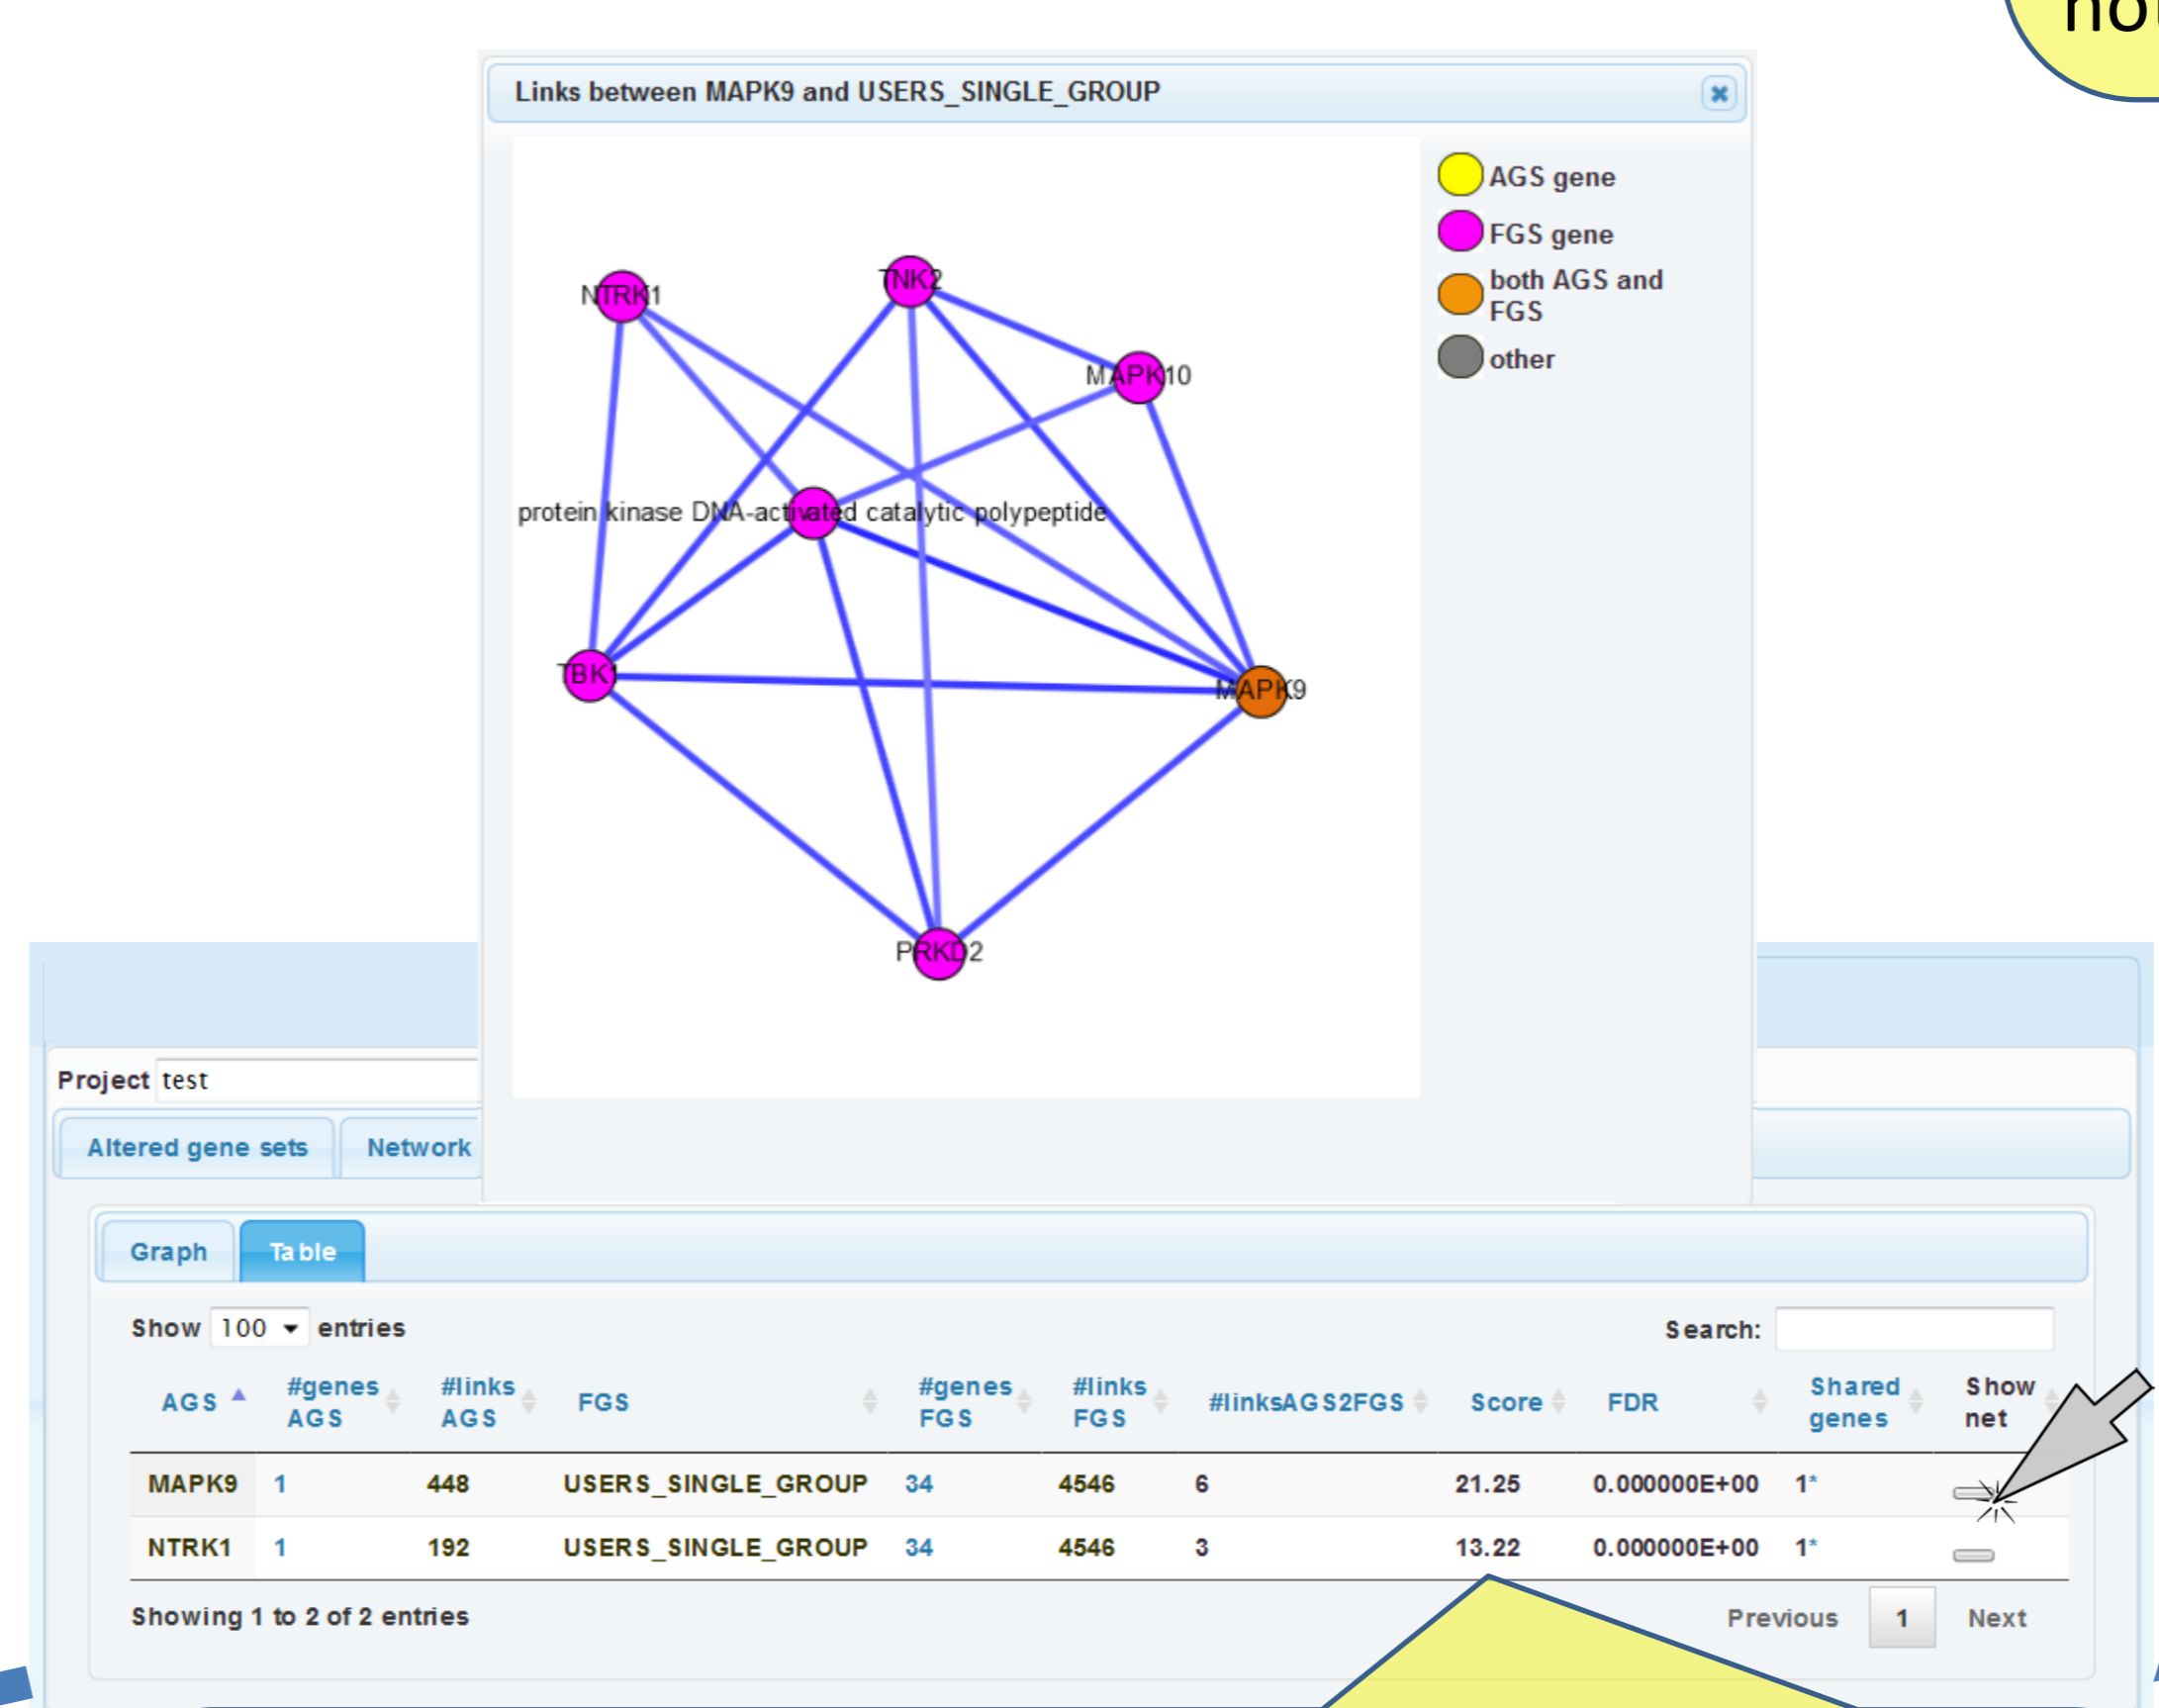 Links between MAPK9 and USERS_SINGLE_GROUP
AGS gene
FGS gene
both AGS and
FGS
other
NTRK1
TNK2
MAPK10
protein kinase DNA-activated catalytic polypeptide
TBK1
MAPK9
PRKD2
Project test
Altered gene sets Network
Graph Table
Show 100 entries Search:
AGS #genes AGS #links AGS FGS #genes FGS #links FGS #linksAGS2FGS Score FDR Shared genes Show net
MAPK9 1 448 USERS_SINGLE_GROUP 34 4546 6 21.25 0.000000E+00 1*
NTRK1 1 192 USERS_SINGLE_GROUP 34 4546 3 13.22 0.000000E+00 1*
Showing 1 to 2 of 2 entries Previous 1 Next